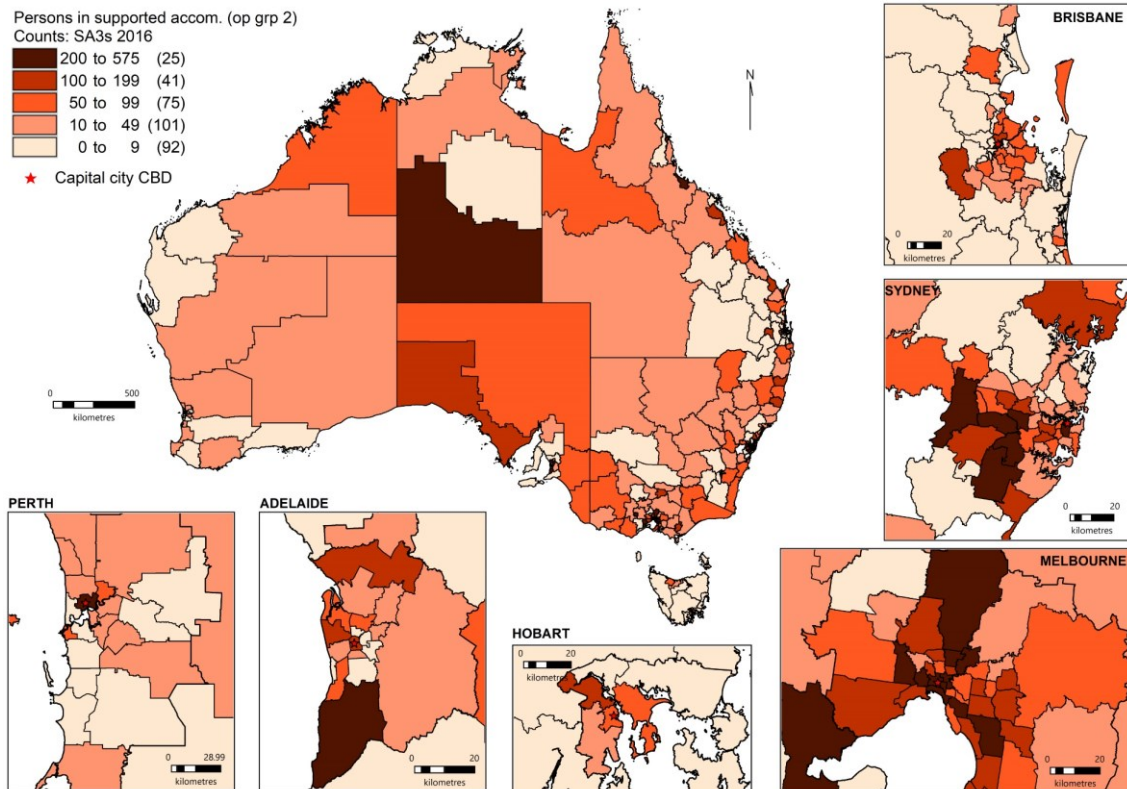 Persons in supported accom. (op grp 2)
Counts: SA3s 2016
200 to 575 (25)
100 to 199 (41)
50 to 99 (75)
10 to 49 (101)
0 to 9 (92)
Capital city CBD
N
0 500
kilometres
BRISBANE
0 20
kilometres
SYDNEY
0 20
kilometres
PERTH
0 28.99
kilometres
ADELAIDE
0 20
kilometres
HOBART
0 20
kilometres
MELBOURNE
0 20
kilometres